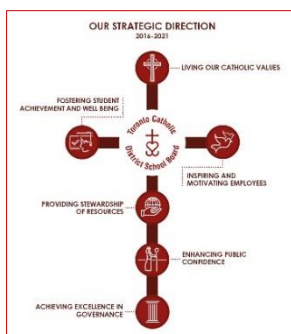 OUR STRATEGIC DIRECTION
2016-2021
LIVING OUR CATHOLIC VALUES
FOSTERING STUDENT
ACHIEVEMENT AND WELL BEING
Toronto Catholic
District School Board
INSPIRING AND
MOTIVATING EMPLOYEES
PROVIDING STEWARDSHIP
OF RESOURCES
ENHANCING PUBLIC
CONFIDENCE
ACHIEVING EXCELLENCE IN
GOVERNANCE